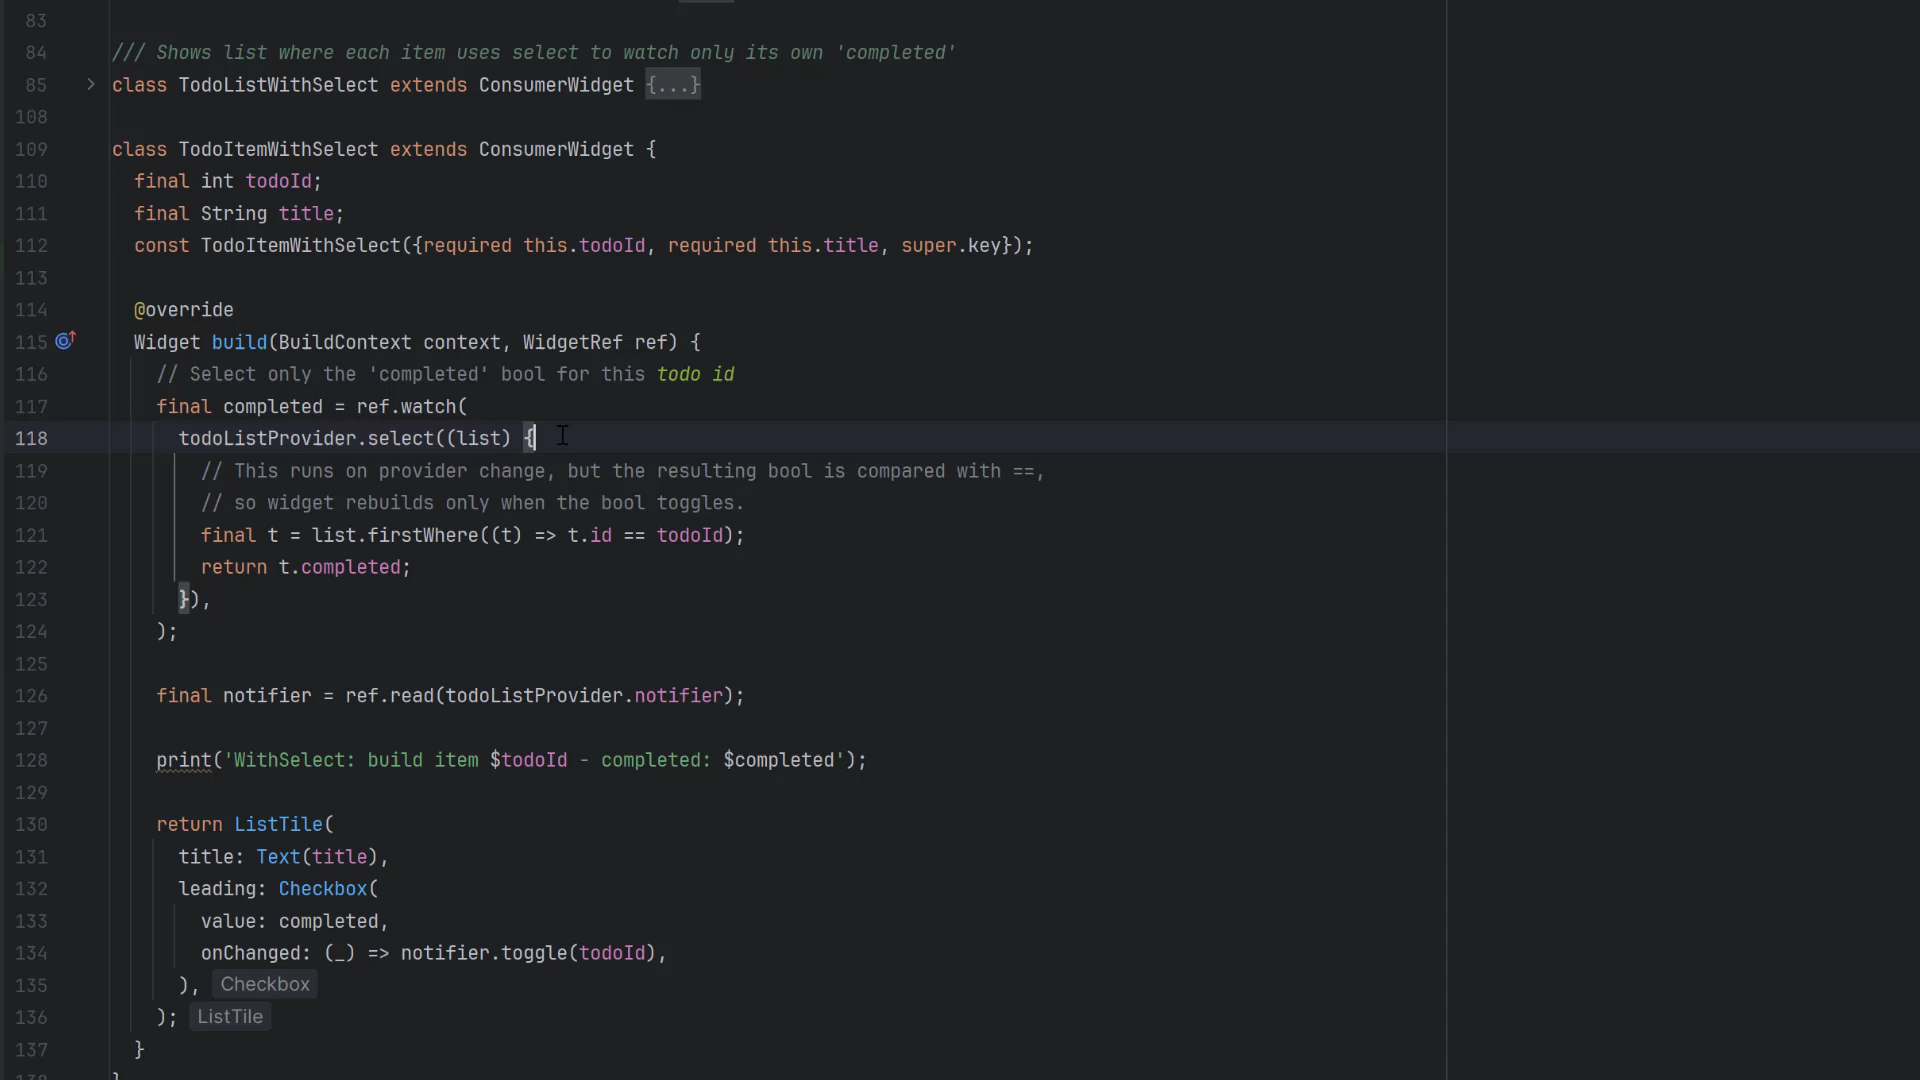 83
84 /// Shows list where each item uses select to watch only its own 'completed'
85 class TodoListWithSelect extends ConsumerWidget {...}
108
109 class TodoItemWithSelect extends ConsumerWidget {
110 final int todoId;
111 final String title;
112 const TodoItemWithSelect({required this.todoId, required this.title, super.key});
113
114 @override
115 Widget build(BuildContext context, WidgetRef ref) {
116 // Select only the 'completed' bool for this todo id
117 final completed = ref.watch(
118 todoListProvider.select((list) {
119 // This runs on provider change, but the resulting bool is compared with ==,
120 // so widget rebuilds only when the bool toggles.
121 final t = list.firstWhere((t) => t.id == todoId);
122 return t.completed;
123 }),
124 );
125
126 final notifier = ref.read(todoListProvider.notifier);
127
128 print('WithSelect: build item $todoId - completed: $completed');
129
130 return ListTile(
131 title: Text(title),
132 leading: Checkbox(
133 value: completed,
134 onChanged: (_) => notifier.toggle(todoId),
135 ), Checkbox
136 ); ListTile
137 }